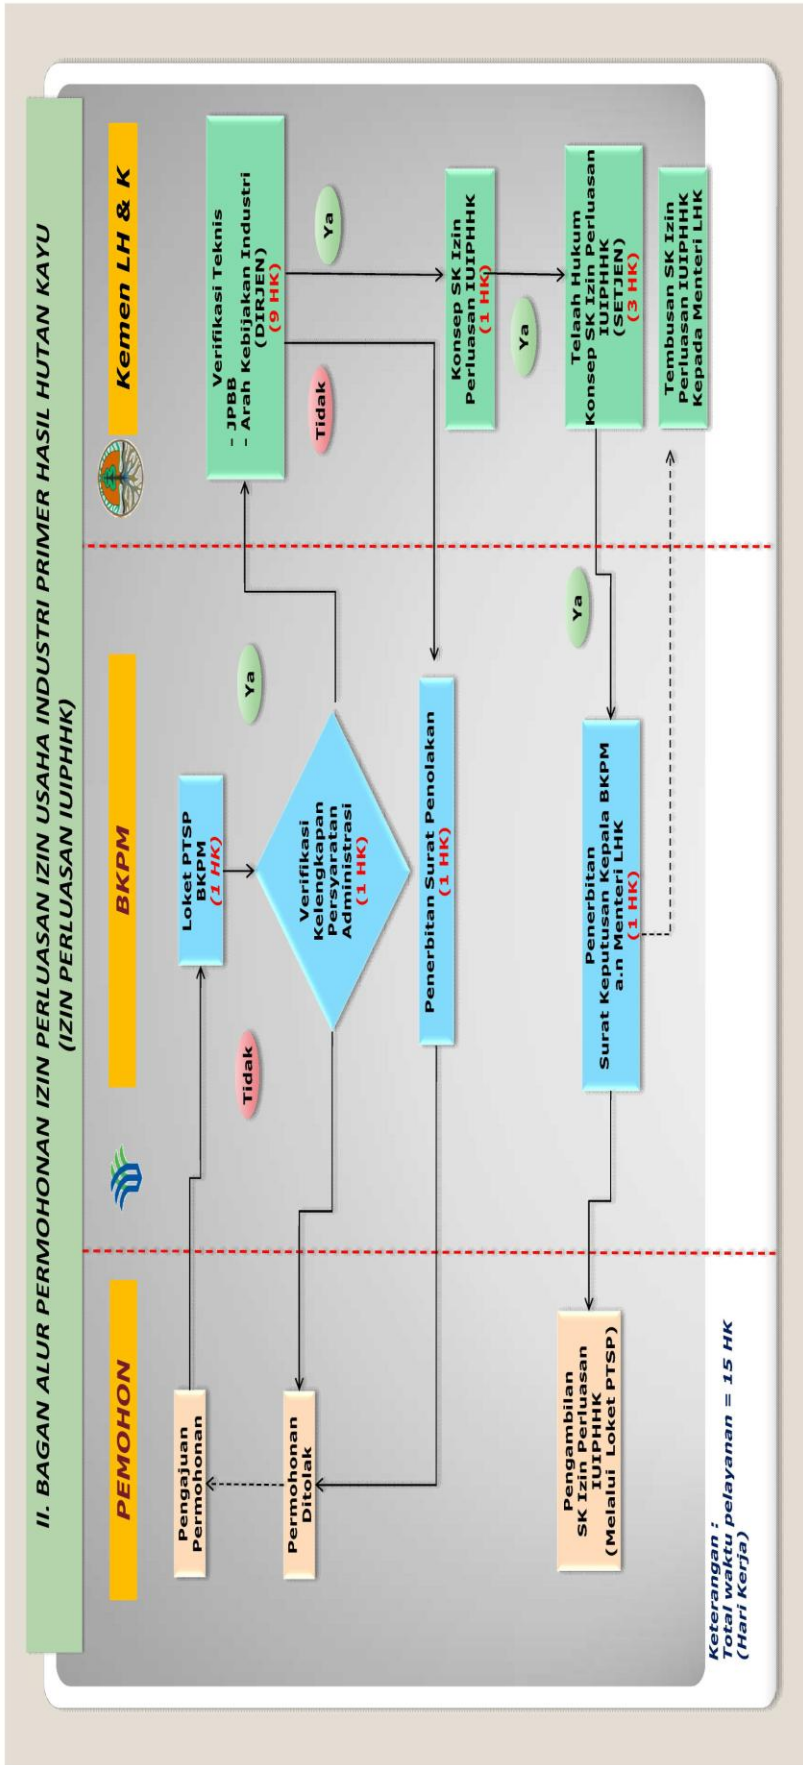 II. BAGAN ALUR PERMOHONAN IZIN PERLUASAN IZIN USAHA INDUSTRI PRIMER HASIL HUTAN KAYU
(IZIN PERLUASAN IUIPHHK)
PEMOHON
BKPM
Kemen LH & K
Pengajuan
Permohonan
Loket PTSP
BKPM
(1 HK)
Verifikasi Teknis
- JPBB
- Arah Kebijakan Industri
(DIRJEN)
(9 HK)
Tidak
Ya
Permohonan
Ditolak
Verifikasi
Kelengkapan
Persyaratan
Administrasi
(1 HK)
Tidak
Ya
Penerbitan Surat Penolakan
(1 HK)
Konsep SK Izin
Perluasan IUIPHHK
(1 HK)
Ya
Pengambilan
SK Izin Perluasan
IUIPHHK
(Melalui Loket PTSP)
Penerbitan
Surat Keputusan Kepala BKPM
a.n Menteri LHK
(1 HK)
Ya
Telaah Hukum
Konsep SK Izin Perluasan
IUIPHHK
(SETJEN)
(3 HK)
Tembusan SK Izin
Perluasan IUIPHHK
Kepada Menteri LHK
Keterangan :
Total waktu pelayanan = 15 HK
(Hari Kerja)